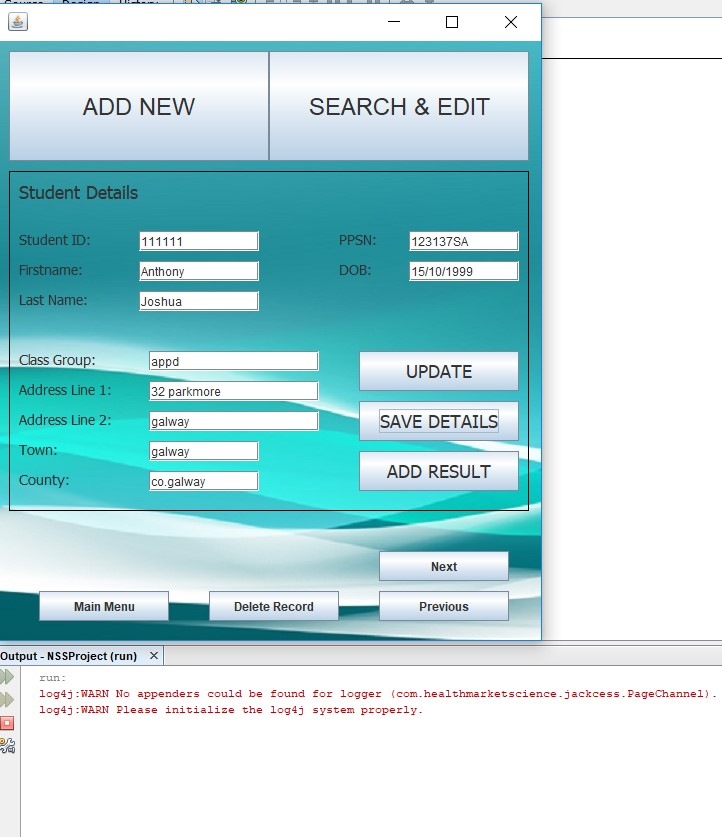 Source Design History
ADD NEW SEARCH & EDIT
Student Details
Student ID: 111111 PPSN: 123137SA
Firstname: Anthony DOB: 15/10/1999
Last Name: Joshua
Class Group: appd
UPDATE
Address Line 1: 32 parkmore
Address Line 2: galway
SAVE DETAILS
Town: galway
ADD RESULT
County: co.galway
Next
Main Menu Delete Record Previous
Output - NSSProject (run)
run:
log4j:WARN No appenders could be found for logger (com.healthmarketscience.jackcess.PageChannel).
log4j:WARN Please initialize the log4j system properly.